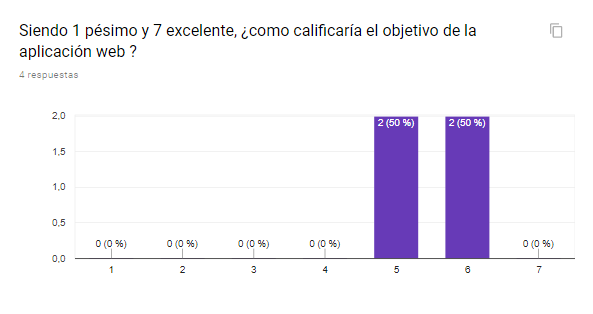 Siendo 1 pésimo y 7 excelente, ¿como calificaría el objetivo de la
aplicación web ?
4 respuestas
2,0
1,5
1,0
0,5
0,0
0 (0 %)
0 (0 %)
0 (0 %)
0 (0 %)
2 (50 %)
2 (50 %)
0 (0 %)
1
2
3
4
5
6
7